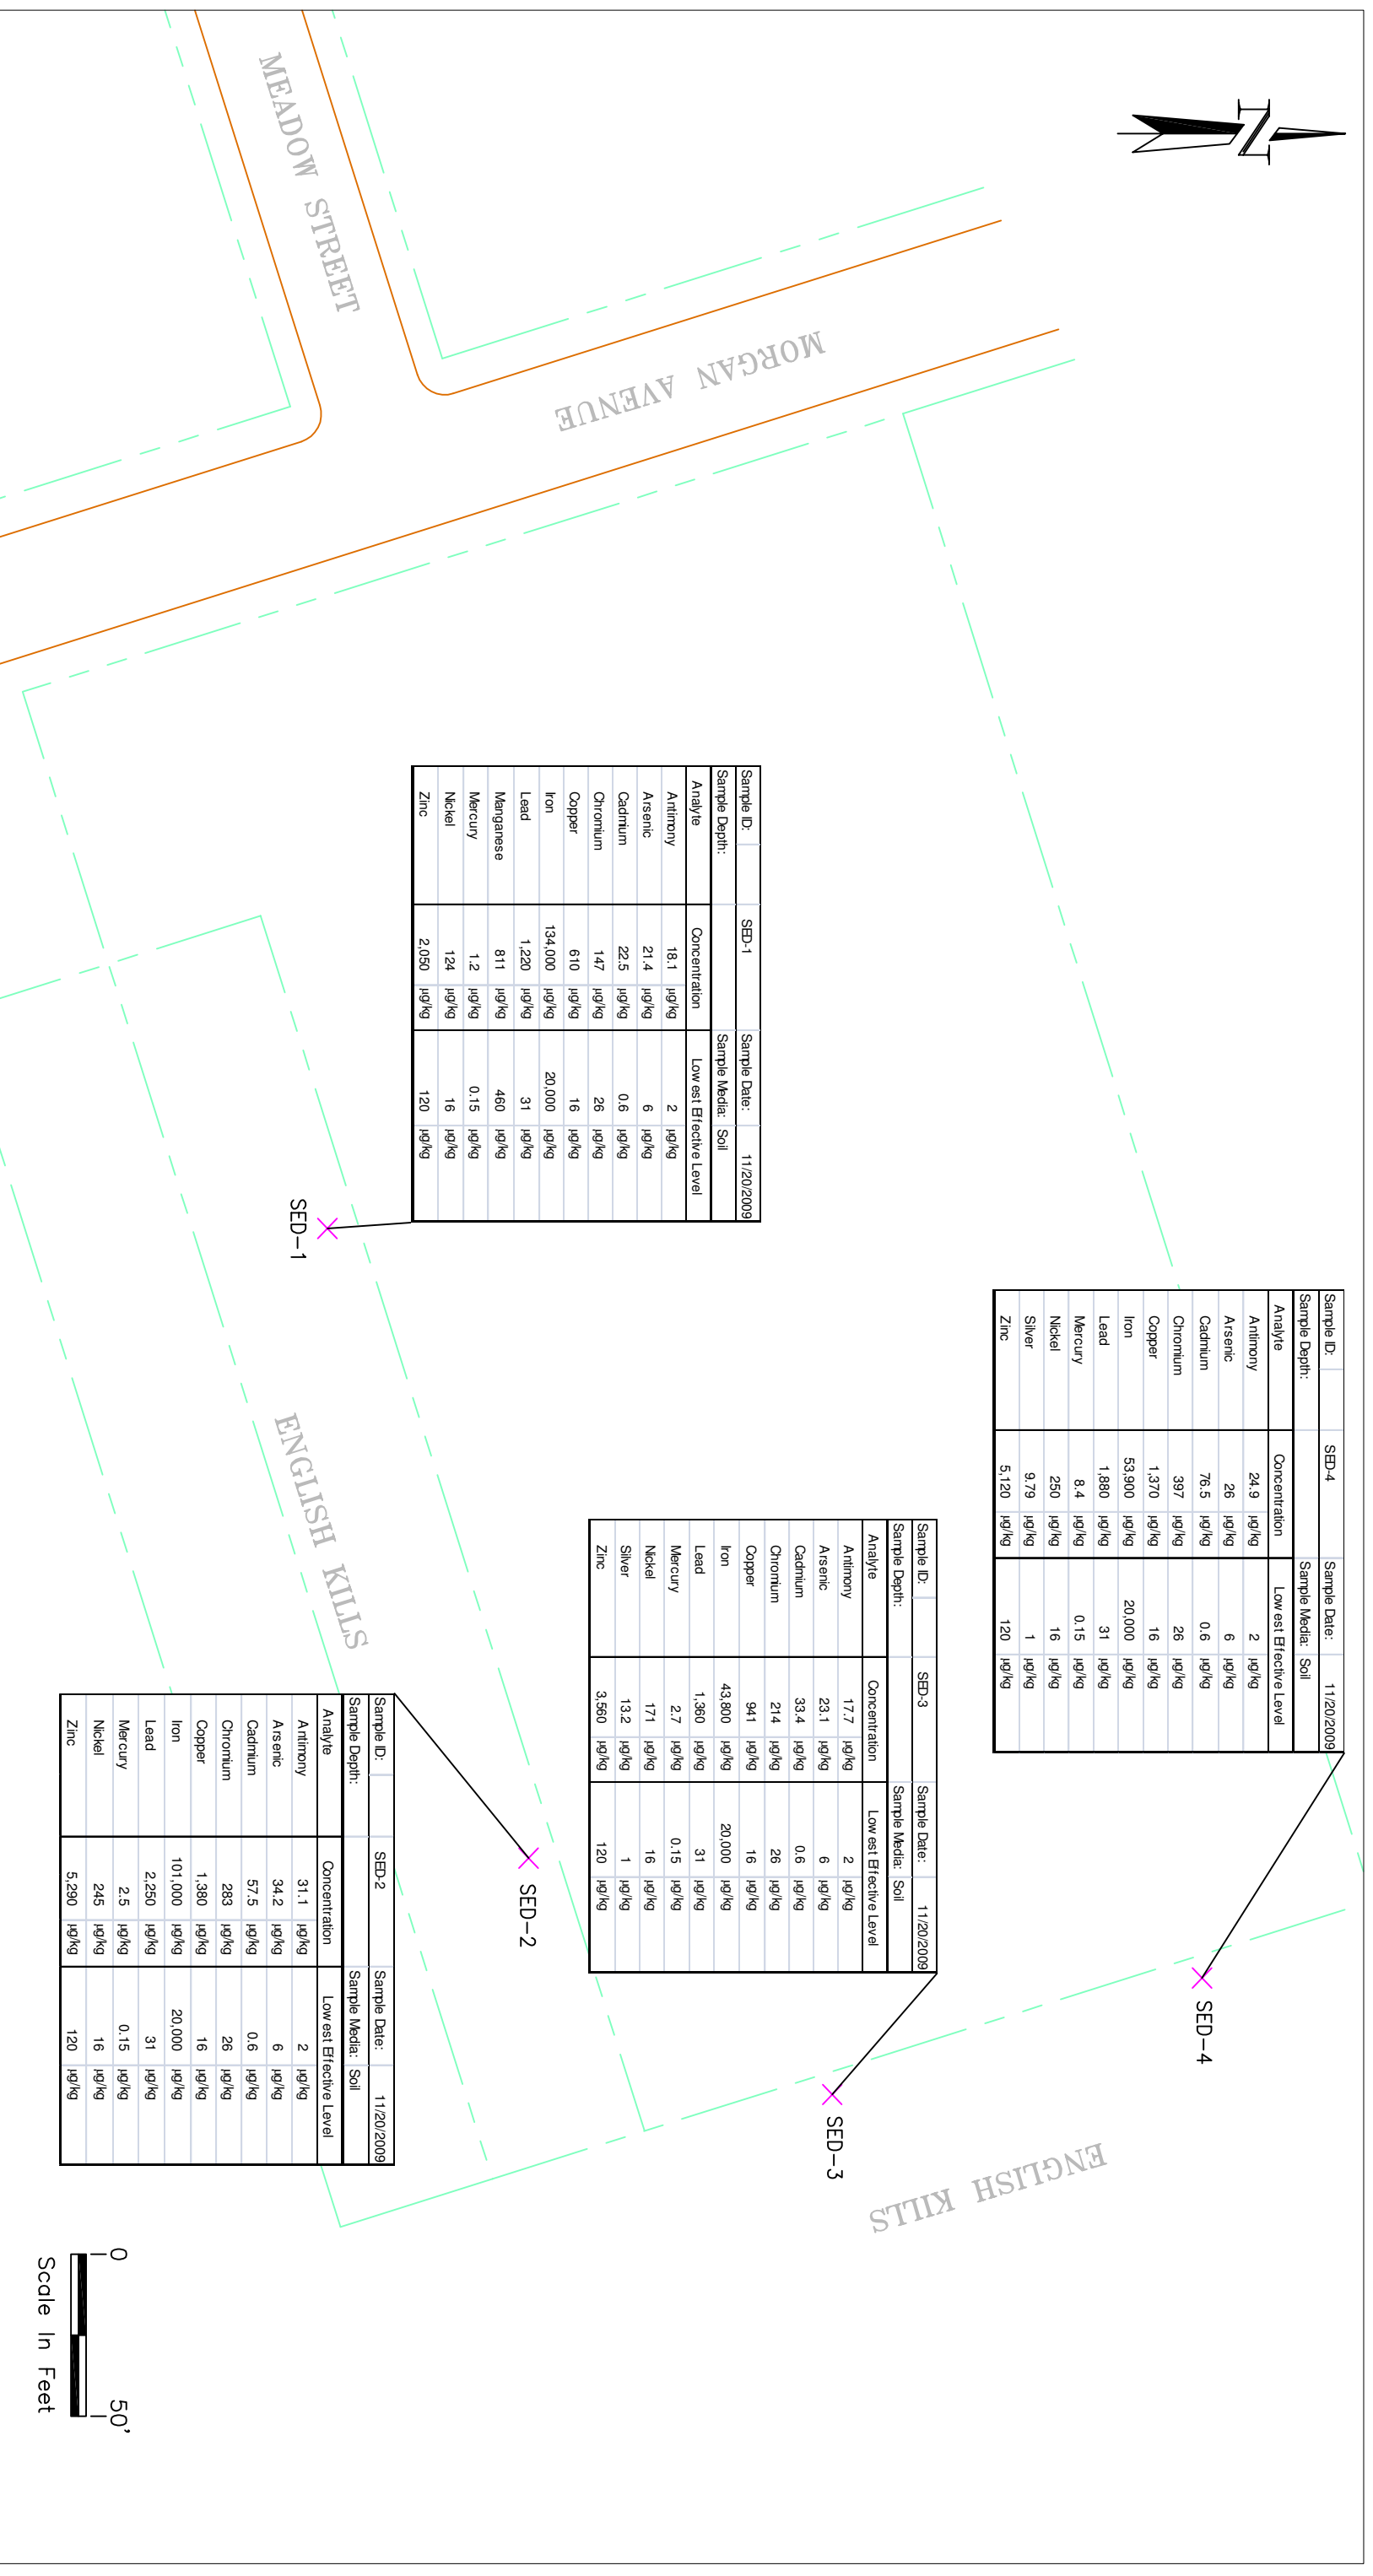 N
MEADOW STREET
MORGAN AVENUE
Sample ID: SED-4 Sample Date: 11/20/2009
Sample Depth: Sample Media: Soil
Analyte Concentration Lowest Effective Level
Antimony 24.9 µg/kg 2 µg/kg
Arsenic 26 µg/kg 6 µg/kg
Cadmium 76.5 µg/kg 0.6 µg/kg
Chromium 397 µg/kg 26 µg/kg
Copper 1,370 µg/kg 16 µg/kg
Iron 53,900 µg/kg 20,000 µg/kg
Lead 1,880 µg/kg 31 µg/kg
Mercury 8.4 µg/kg 0.15 µg/kg
Nickel 250 µg/kg 16 µg/kg
Silver 9.79 µg/kg 1 µg/kg
Zinc 5,120 µg/kg 120 µg/kg
SED-4
Sample ID: SED-3 Sample Date: 11/20/2009
Sample Depth: Sample Media: Soil
Analyte Concentration Lowest Effective Level
Antimony 17.7 µg/kg 2 µg/kg
Arsenic 23.1 µg/kg 6 µg/kg
Cadmium 33.4 µg/kg 0.6 µg/kg
Chromium 214 µg/kg 26 µg/kg
Copper 941 µg/kg 16 µg/kg
Iron 43,800 µg/kg 20,000 µg/kg
Lead 1,360 µg/kg 31 µg/kg
Mercury 2.7 µg/kg 0.15 µg/kg
Nickel 171 µg/kg 16 µg/kg
Silver 13.2 µg/kg 1 µg/kg
Zinc 3,560 µg/kg 120 µg/kg
SED-3
ENGLISH KILLS
Sample ID: SED-1 Sample Date: 11/20/2009
Sample Depth: Sample Media: Soil
Analyte Concentration Lowest Effective Level
Antimony 18.1 µg/kg 2 µg/kg
Arsenic 21.4 µg/kg 6 µg/kg
Cadmium 22.5 µg/kg 0.6 µg/kg
Chromium 147 µg/kg 26 µg/kg
Copper 610 µg/kg 16 µg/kg
Iron 134,000 µg/kg 20,000 µg/kg
Lead 1,220 µg/kg 31 µg/kg
Manganese 811 µg/kg 460 µg/kg
Mercury 1.2 µg/kg 0.15 µg/kg
Nickel 124 µg/kg 16 µg/kg
Zinc 2,050 µg/kg 120 µg/kg
SED-1
SED-2
ENGLISH KILLS
Sample ID: SED-2 Sample Date: 11/20/2009
Sample Depth: Sample Media: Soil
Analyte Concentration Lowest Effective Level
Antimony 31.1 µg/kg 2 µg/kg
Arsenic 34.2 µg/kg 6 µg/kg
Cadmium 57.5 µg/kg 0.6 µg/kg
Chromium 283 µg/kg 26 µg/kg
Copper 1,380 µg/kg 16 µg/kg
Iron 101,000 µg/kg 20,000 µg/kg
Lead 2,250 µg/kg 31 µg/kg
Mercury 2.5 µg/kg 0.15 µg/kg
Nickel 245 µg/kg 16 µg/kg
Zinc 5,290 µg/kg 120 µg/kg
0 50'
Scale In Feet